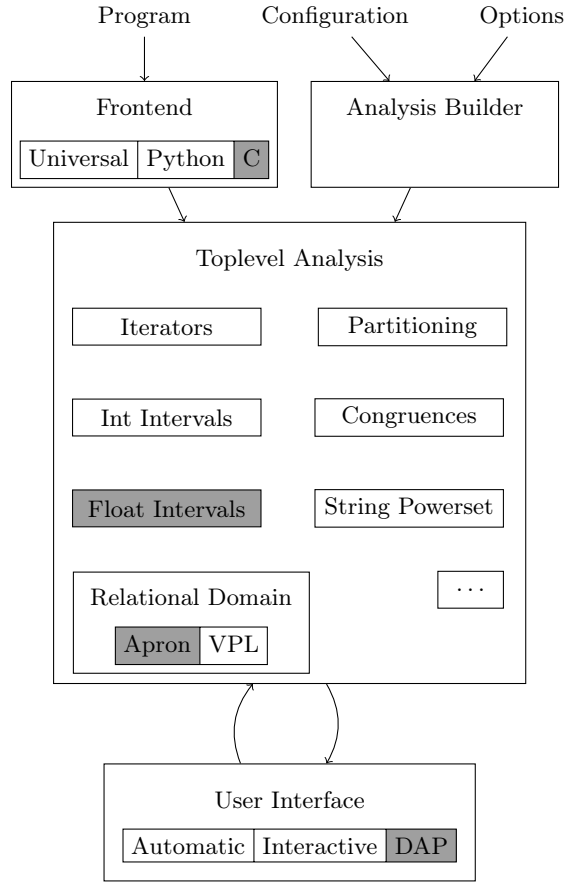 Program Configuration Options
Frontend Analysis Builder
Universal Python C
Toplevel Analysis
Iterators Partitioning
Int Intervals Congruences
Float Intervals String Powerset
Relational Domain ...
Apron VPL
User Interface
Automatic Interactive DAP